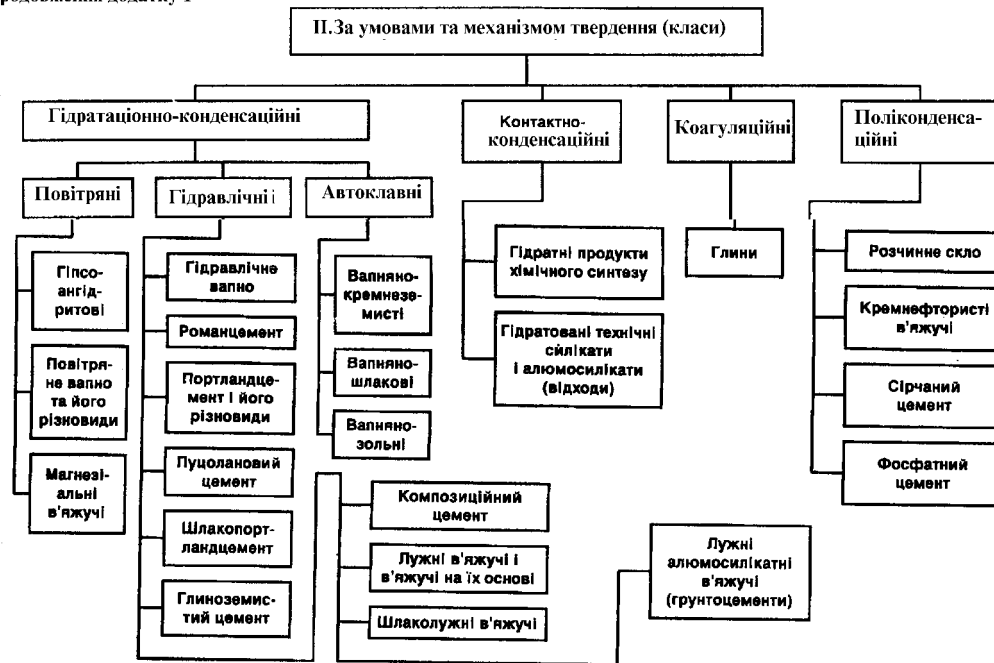 родовження додатку 1
ІІ.За умовами та механізмом твердення (класи)
Гідратаціонно-конденсаційні
Контактно-
конденсаційні
Коагуляційні
Поліконденса-
ційні
Повітряні
Гідравлічні
Автоклавні
Гіпсо-
ангід-
ритові
Повітря-
не вапно
та його
різновиди
Магнезі-
альні
в'яжучі
Гідравлічне
вапно
Романцемент
Портландце-
мент і його
різновиди
Пуцолановий
цемент
Шлакопорт-
ландцемент
Глиноземис-
тий цемент
Вапняно-
кремнезе-
мисті
Вапняно-
шлакові
Вапняно-
зольні
Композиційний
цемент
Лужні в'яжучі і
в'яжучі на їх основі
Шлаколужні в'яжучі
Лужні
алюмосилікатні
в'яжучі
(грунтоцементи)
Гідратні продукти
хімічного синтезу
Гідратовані технічні
силікати
і алюмосилікати
(відходи)
Глини
Розчинне скло
Кремнефтористі
в'яжучі
Сірчаний
цемент
Фосфатний
цемент